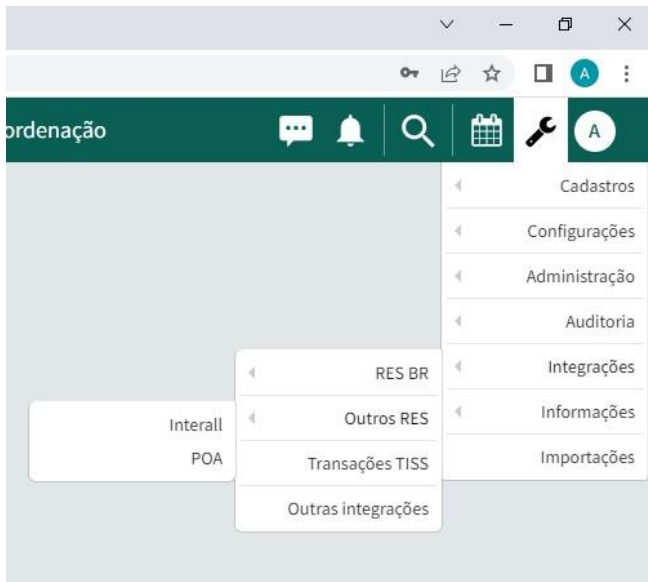 A
ordenação
A
Cadastros
Configurações
Administração
Auditoria
RES BR
Integrações
Interall
Outros RES
Informações
POA
Transações TISS
Importações
Outras integrações